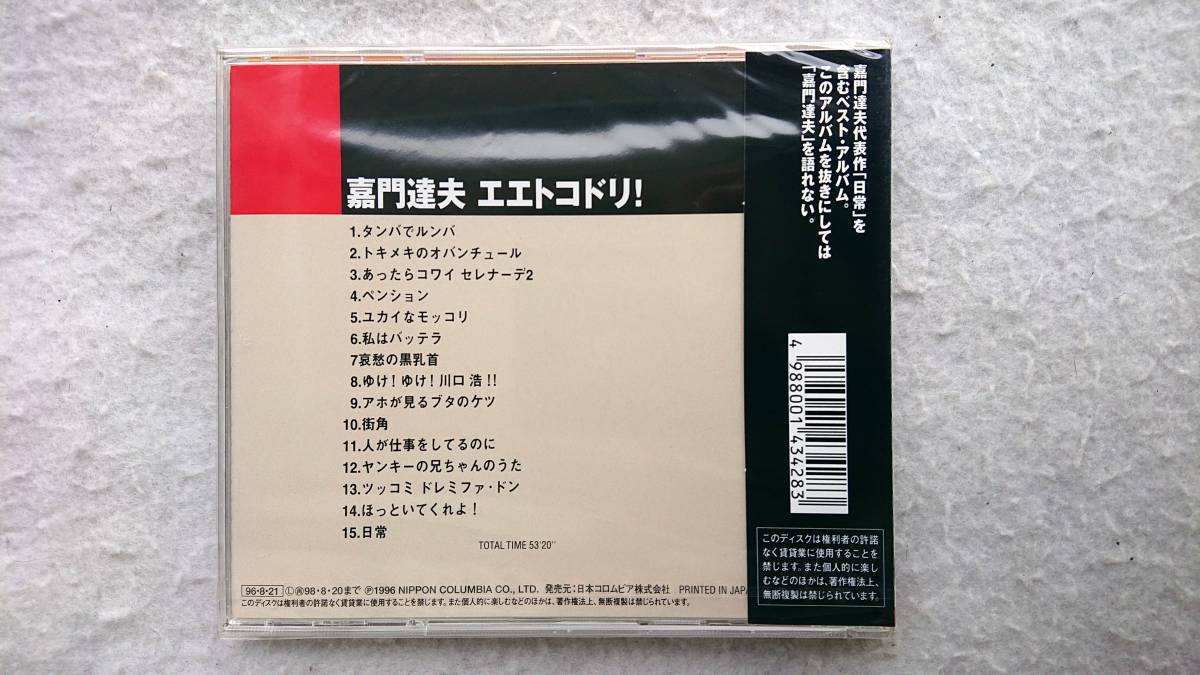 嘉門達夫 エエトコドリ!
1.タンバでルンバ
2.トキメキのオバンチュール
3.あったらコワイ セレナーデ2
4.ペンション
5.ユカイなモッコリ
6.私はバッテラ
7哀愁の黒乳首
8.ゆけ!ゆけ!川口 浩!!
9.アホが見るブタのケツ
10.街角
11.人が仕事をしてるのに
12.ヤンキーの兄ちゃんのうた
13.ツッコミ ドレミファ・ドン
14.ほっといてくれよ!
15.日常
TOTAL TIME 53'20"
96・8・21 Ⓛ㊞98・8・20まで Ⓟ1996 NIPPON COLUMBIA CO., LTD. 発売元:日本コロムビア株式会社 PRINTED IN JAPA
このディスクは権利者の許諾なく賃貸業に使用することを禁じます。また個人的に楽しむなどのほかは、著作権法上、無断複製は禁じられています。
嘉門達夫代表作「日常」を
含むベスト・アルバム。
このアルバムを抜きにしては
「嘉門達夫」を語れない。
4 988001 434283
このディスクは権利者の許諾
なく賃貸業に使用することを
禁じます。また個人的に楽し
むなどのほかは、著作権法上、
無断複製は禁じられています。